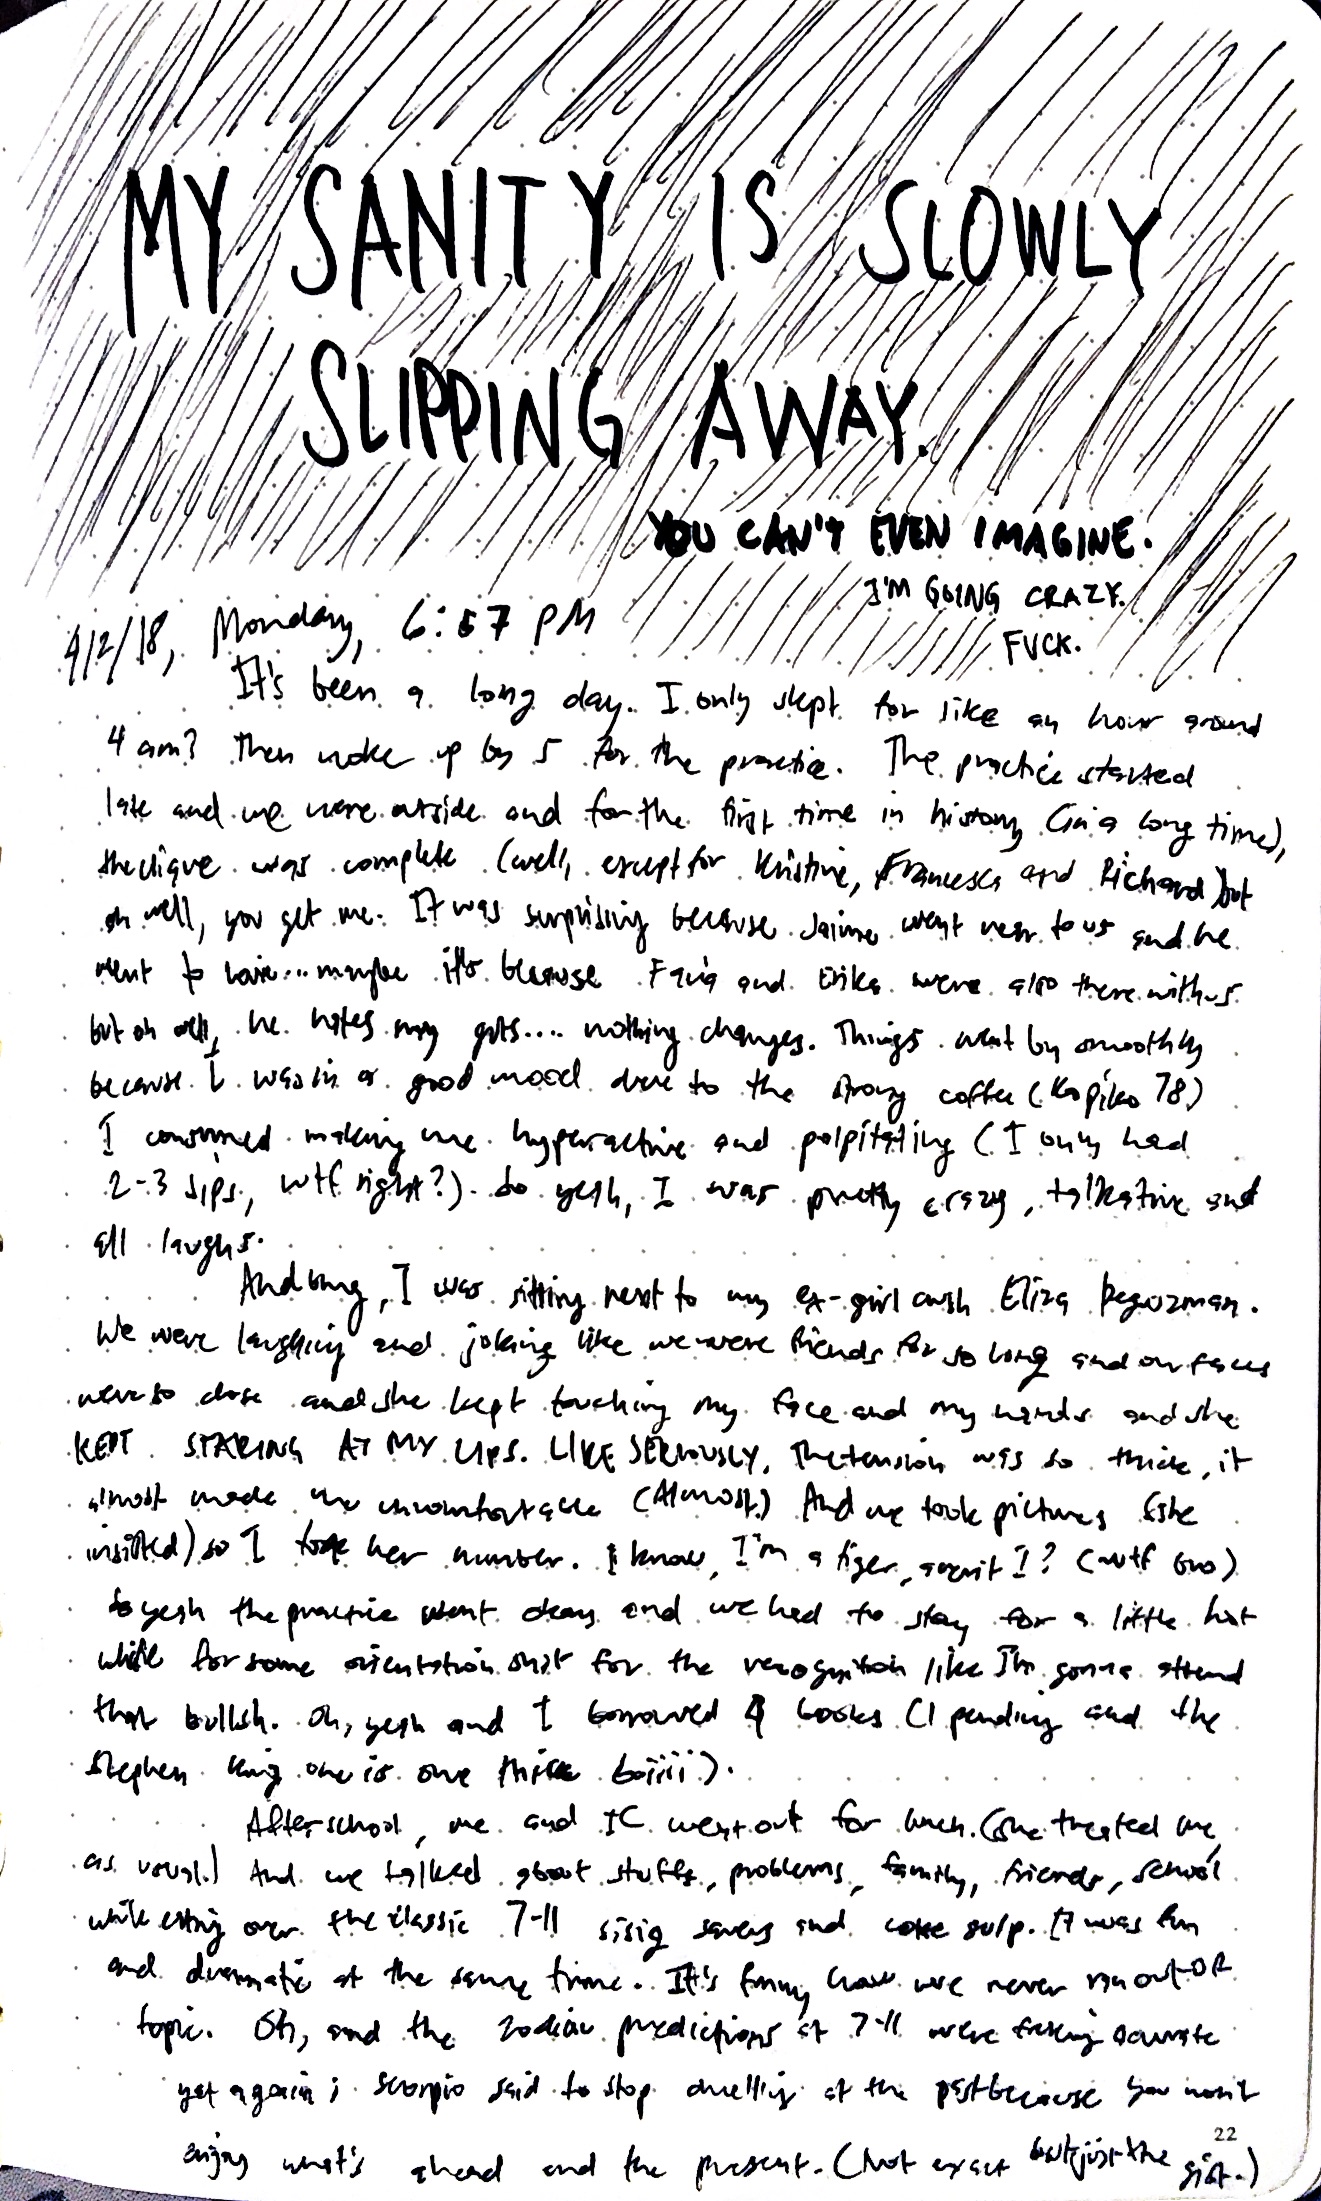 MY SANITY IS SLOWLY
SLIPPING AWAY.
YOU CAN'T EVEN IMAGINE.
I'M GOING CRAZY.
FUCK.
4/2/18, Monday, 6:57 PM
It's been a long day. I only slept for like an hour around
4 am? Then woke up by 5 for the practice. The practice started
late and we were outside and for the first time in history (in a long time),
the clique was complete (well, except for Kristine, Francesca and Richard) but
oh well, you get me. It was surprising because Jaime went near to us and he
went to ... maybe it's because Faria and Erika were also there with us
but oh well, he hates my guts.... nothing changes. Things went by smoothly
because I was in a good mood due to the strong coffee (Kopiko 78)
I consumed making me hyperactive and palpitating (I only had
2-3 sips, wtf right?). So yeah, I was pretty crazy, talkative and
all laughs.
And omg, I was sitting next to my ex-girl crush Eliza Deguzman.
We were laughing and joking like we were friends for so long and our faces
were so close and she kept touching my face and my hands and she
KEPT STARING AT MY LIPS. LIKE SERIOUSLY, The tension was so thick, it
almost made me uncomfortable (Almost.) And we took pictures (she
insisted) so I took her number. I know, I'm a tiger, arent I? (wtf bro)
So yeah the practice went okay and we had to stay for a little
while for some orientation shit for the recognition like I'm gonna attend
that bullsh. Oh, yeah and I borrowed 4 books (1 pending and the
Stephen King one is one thicc boiiii).
After school, me and IC went out for lunch. (she treated me,
as usual.) And we talked about stuffs, problems, family, friends, school
while eating over the classic 7-11 sisig savers and coke gulp. It was fun
and dramatic at the same time. It's funny how we never run out OF
topic. Oh, and the zodiac predictions at 7-11 were freaking accurate
yet again; scorpio said to stop dwelling at the past because you won't
enjoy what's ahead and the present. (Not exact but just the gist.)
22